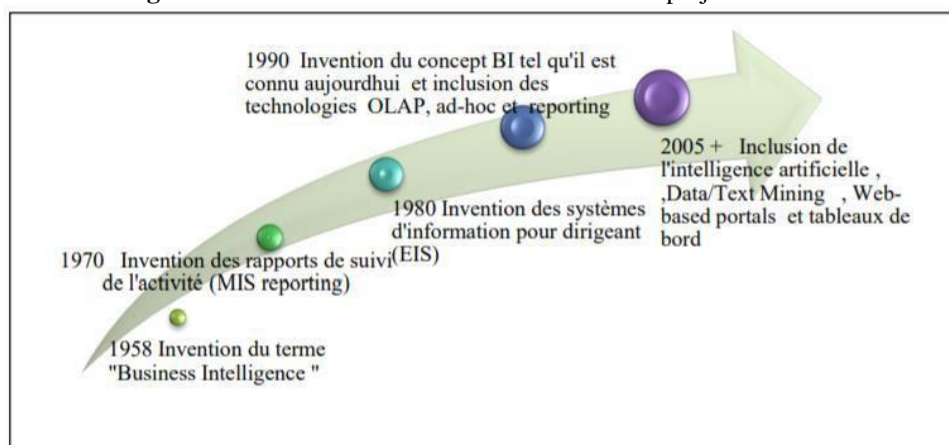 1990 Invention du concept BI tel qu'il est
connu aujourdhui et inclusion des
technologies OLAP, ad-hoc et reporting
2005 + Inclusion de
l'intelligence artificielle ,
,Data/Text Mining , Web-
based portals et tableaux de
bord
1980 Invention des systèmes
d'information pour dirigeant
(EIS)
1970 Invention des rapports de suivi
de l'activité (MIS reporting)
1958 Invention du terme
"Business Intelligence "